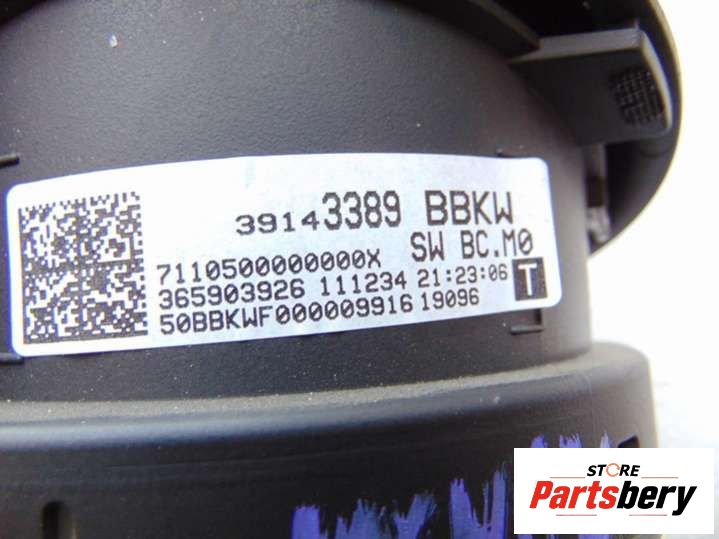 39143389 BBKW
SW BC.M0
7110500000000X
365903926 111234 21:23:06
50BBKWF000009916 19096
T
STORE
Partsbery